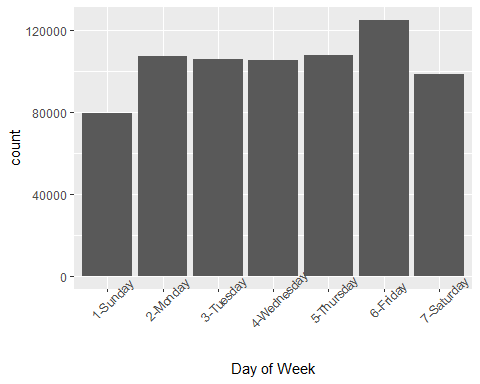 120000
80000
40000
0
count
1-Sunday
2-Monday
3-Tuesday
4-Wednesday
5-Thursday
6-Friday
7-Saturday
Day of Week